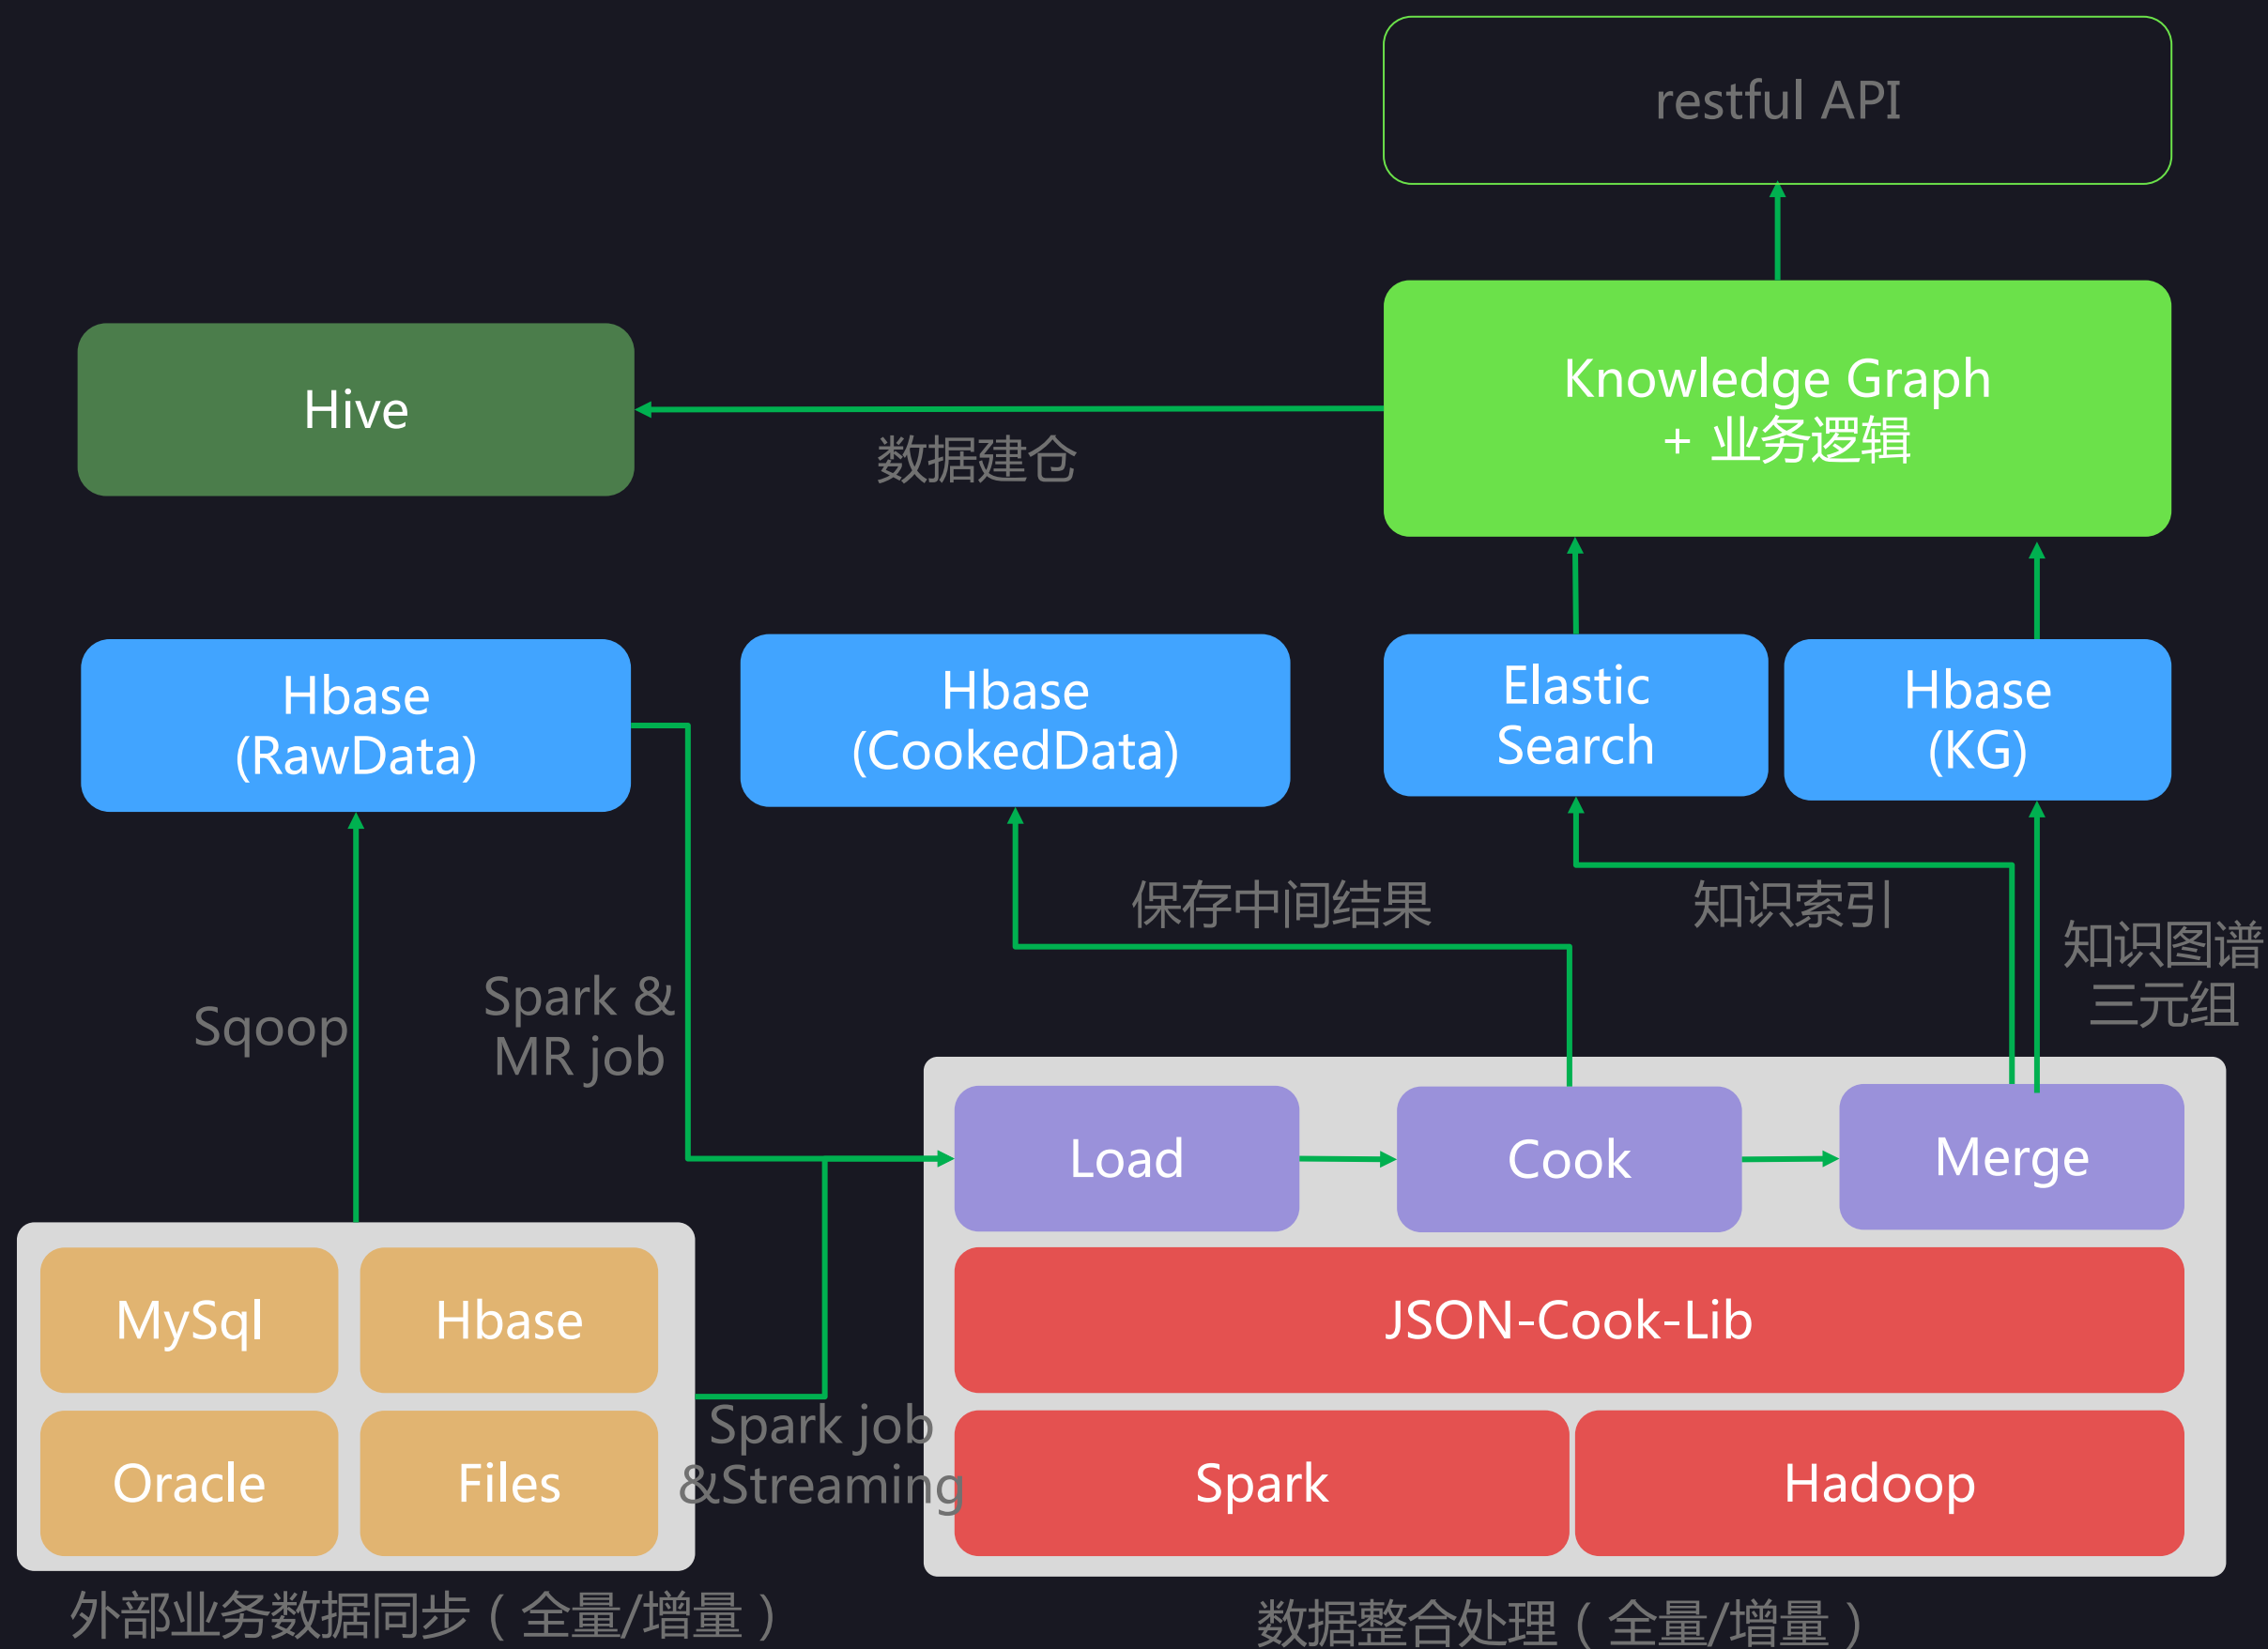 restful API
Knowledge Graph
+ 业务逻辑
Hive
数据建仓
Hbase
(RawData)
Hbase
(CookedData)
Elastic
Search
Hbase
(KG)
保存中间结果
知识索引
知识图谱
三元组
Sqoop
Spark &
MR job
Load
Cook
Merge
MySql
Hbase
Oracle
Files
Spark job
&Streaming
JSON-Cook-Lib
Spark
Hadoop
外部业务数据同步 ( 全量/增量 )
数据整合处理 ( 全量/增量 )